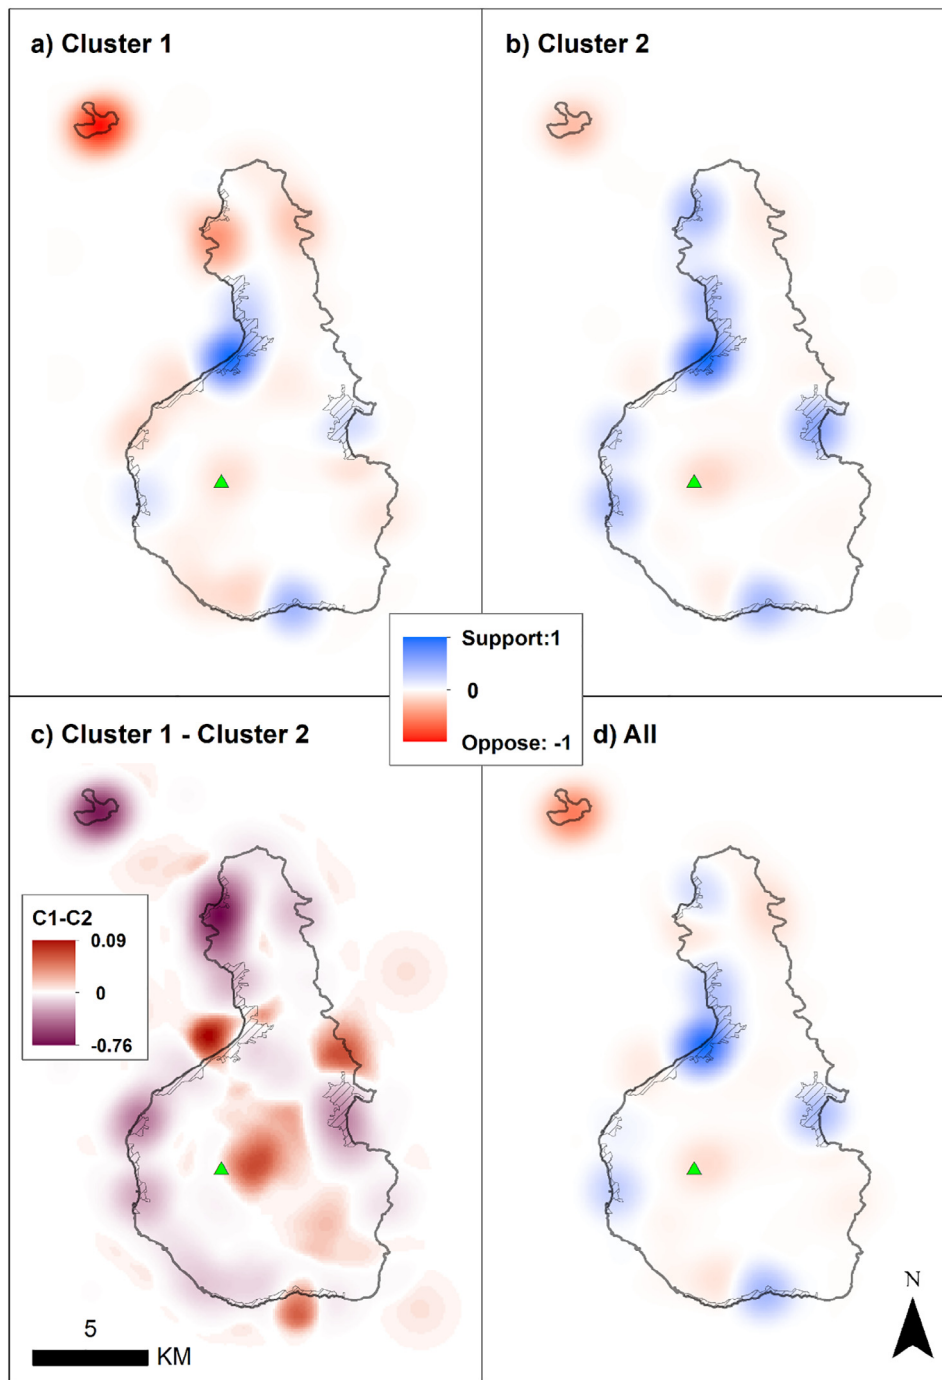 a) Cluster 1
b) Cluster 2
Support:1
0
Oppose: -1
c) Cluster 1 - Cluster 2
d) All
C1-C2
0.09
0
-0.76
N
5
KM